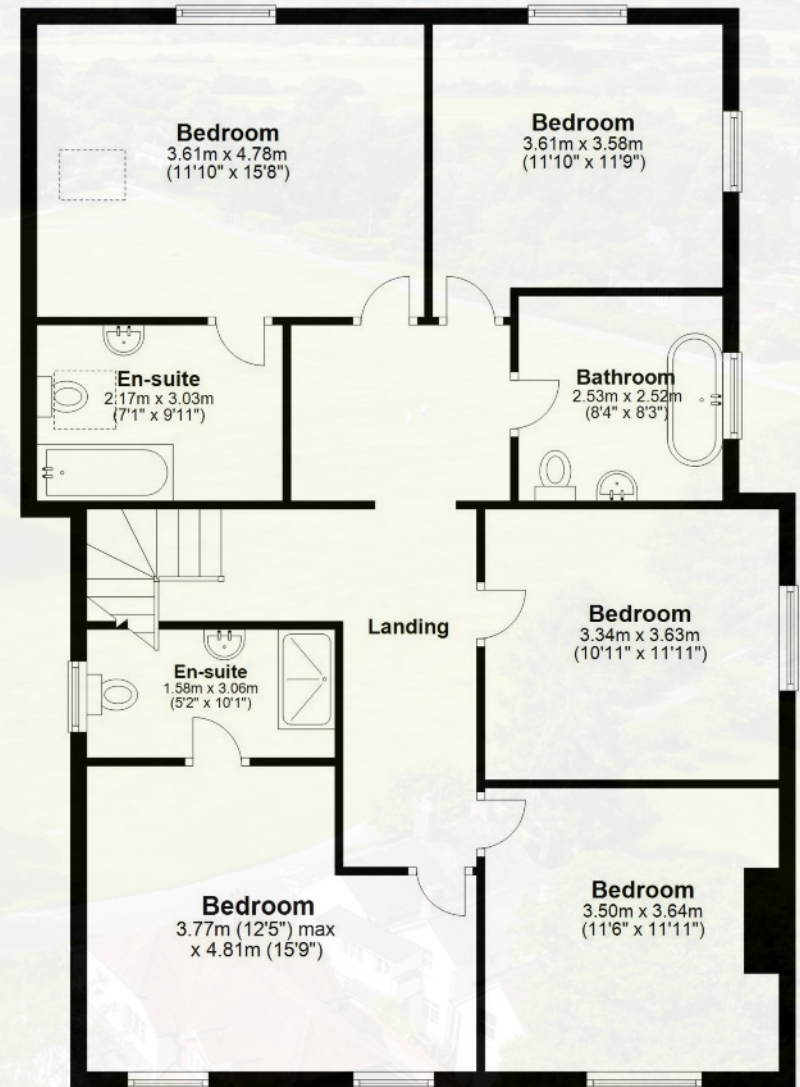 Bedroom
3.61m x 4.78m
(11'10" x 15'8")
Bedroom
3.61m x 3.58m
(11'10" x 11'9")
En-suite
2.17m x 3.03m
(7'1" x 9'11")
Bathroom
2.53m x 2.52m
(8'4" x 8'3")
Landing
Bedroom
3.34m x 3.63m
(10'11" x 11'11")
En-suite
1.58m x 3.06m
(5'2" x 10'1")
Bedroom
3.77m (12'5") max
x 4.81m (15'9")
Bedroom
3.50m x 3.64m
(11'6" x 11'11")